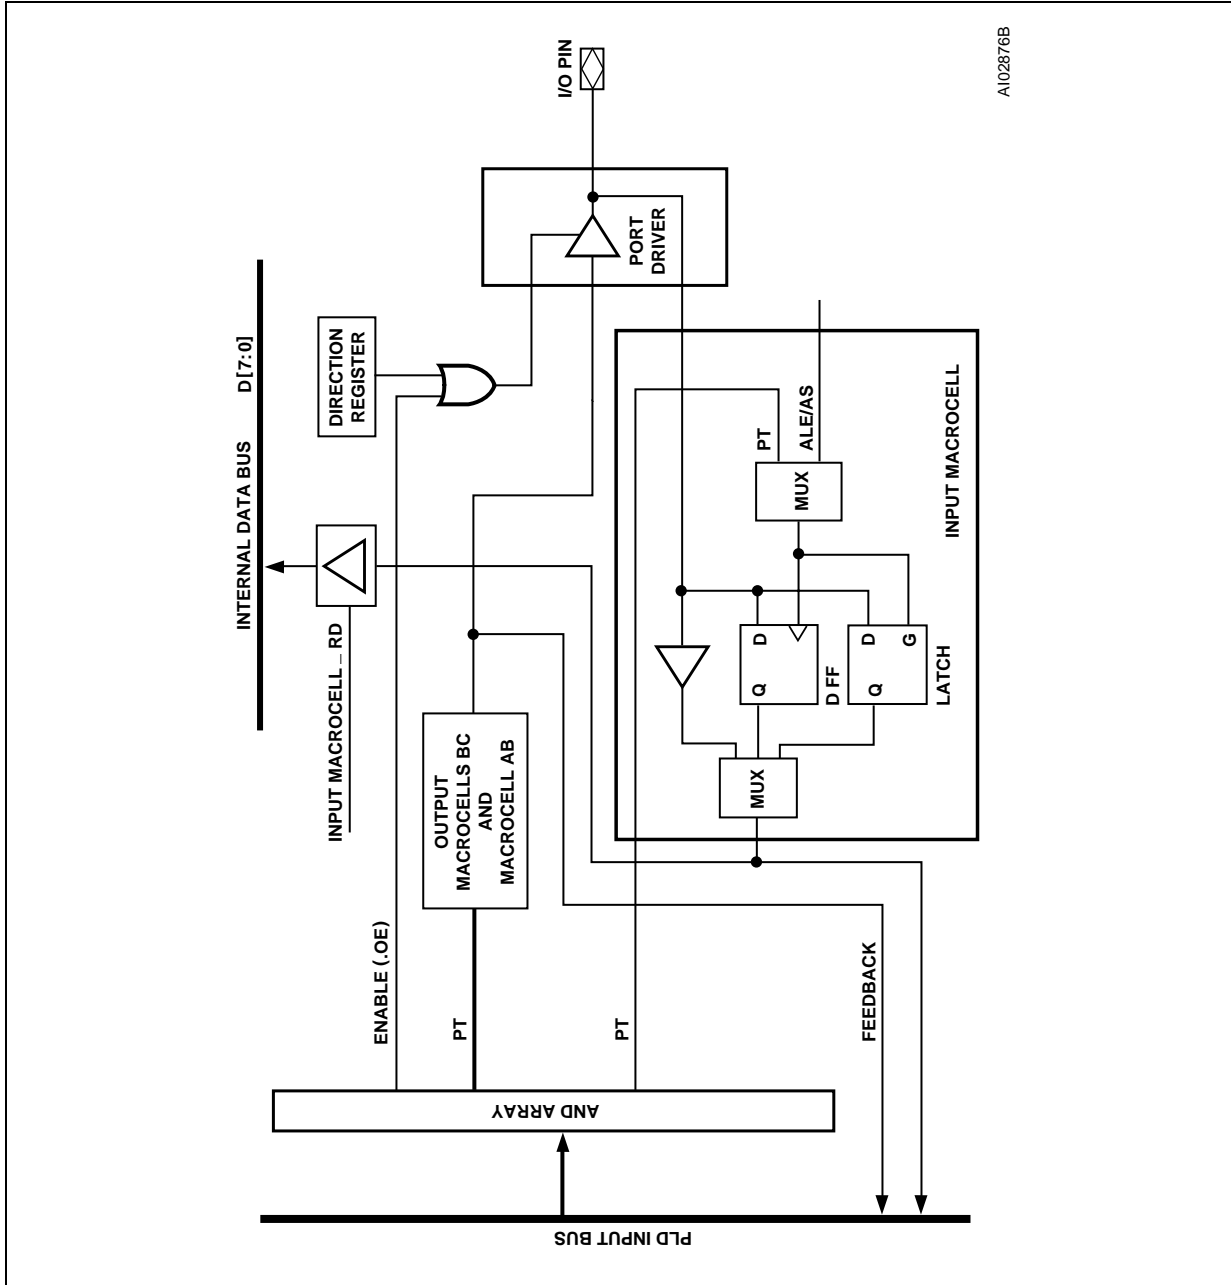 INTERNAL DATA BUS D[7:0]
DIRECTION
REGISTER
INPUT MACROCELL _ RD
ENABLE (.OE)
OUTPUT
MACROCELLS BC
AND
MACROCELL AB
PT
I/O PIN
PORT
DRIVER
PT
PT
ALE/AS
MUX
D
Q
D FF
D
G
Q
LATCH
MUX
INPUT MACROCELL
FEEDBACK
AND ARRAY
PLD INPUT BUS
AI02876B